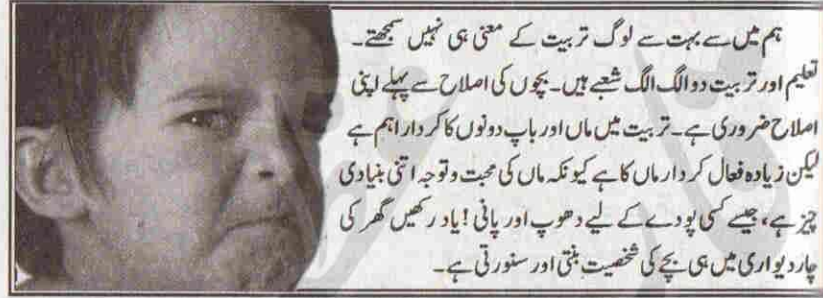 ہم میں سے بہت سے لوگ تربیت کے معنی ہی نہیں سمجھتے۔
تعلیم اور تربیت دو الگ الگ شعبے ہیں۔ بچوں کی اصلاح سے پہلے اپنی
اصلاح ضروری ہے۔ تربیت میں ماں اور باپ دونوں کا کردار اہم ہے
لیکن زیادہ فعال کردار ماں کا ہے کیونکہ ماں کی محبت و توجہ اتنی بنیادی
چیز ہے، جیسے کسی پودے کے لیے دھوپ اور پانی! یاد رکھیں گھر کی
چار دیواری میں ہی بچے کی شخصیت بنتی اور سنورتی ہے۔